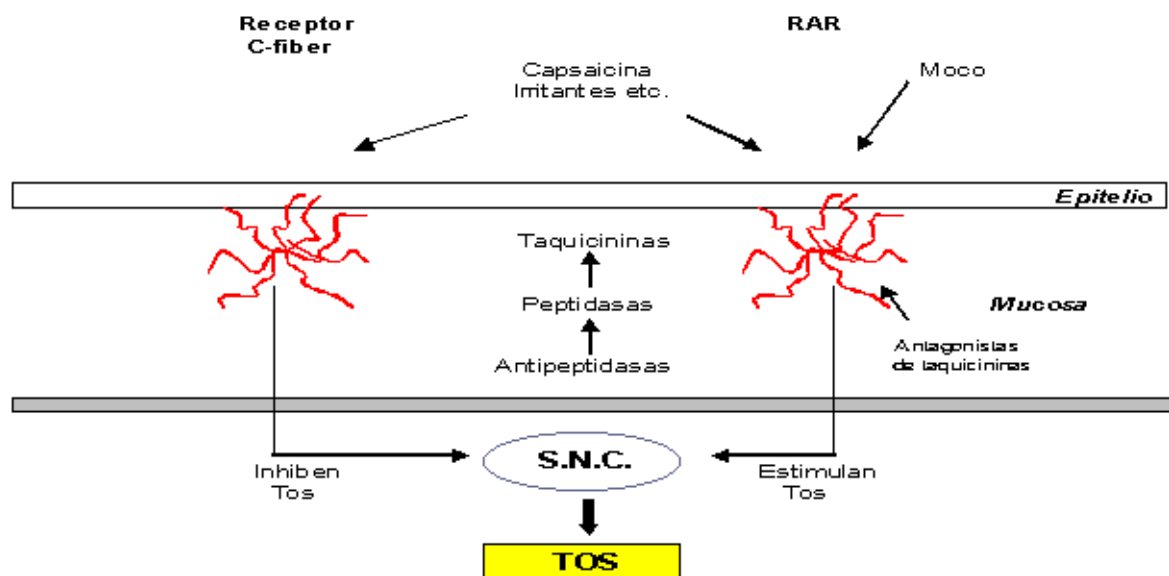 Receptor
C-fiber
RAR
Capsaicina
Irritantes etc.
Moco
Epitelio
Taquicininas
Peptidasas
Mucosa
Antipeptidasas
Antagonistas
de taquicininas
S.N.C.
Inhiben
Tos
Estimulan
Tos
TOS